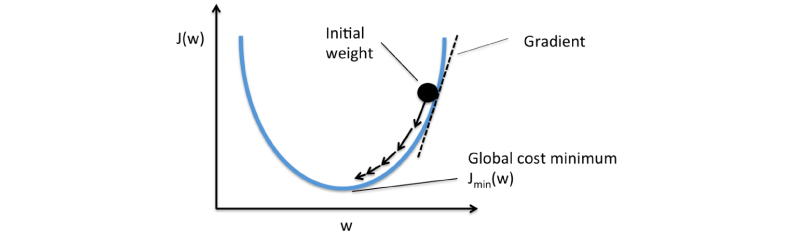 J(w)
Initial
weight
Gradient
Global cost minimum
Jmin(w)
w